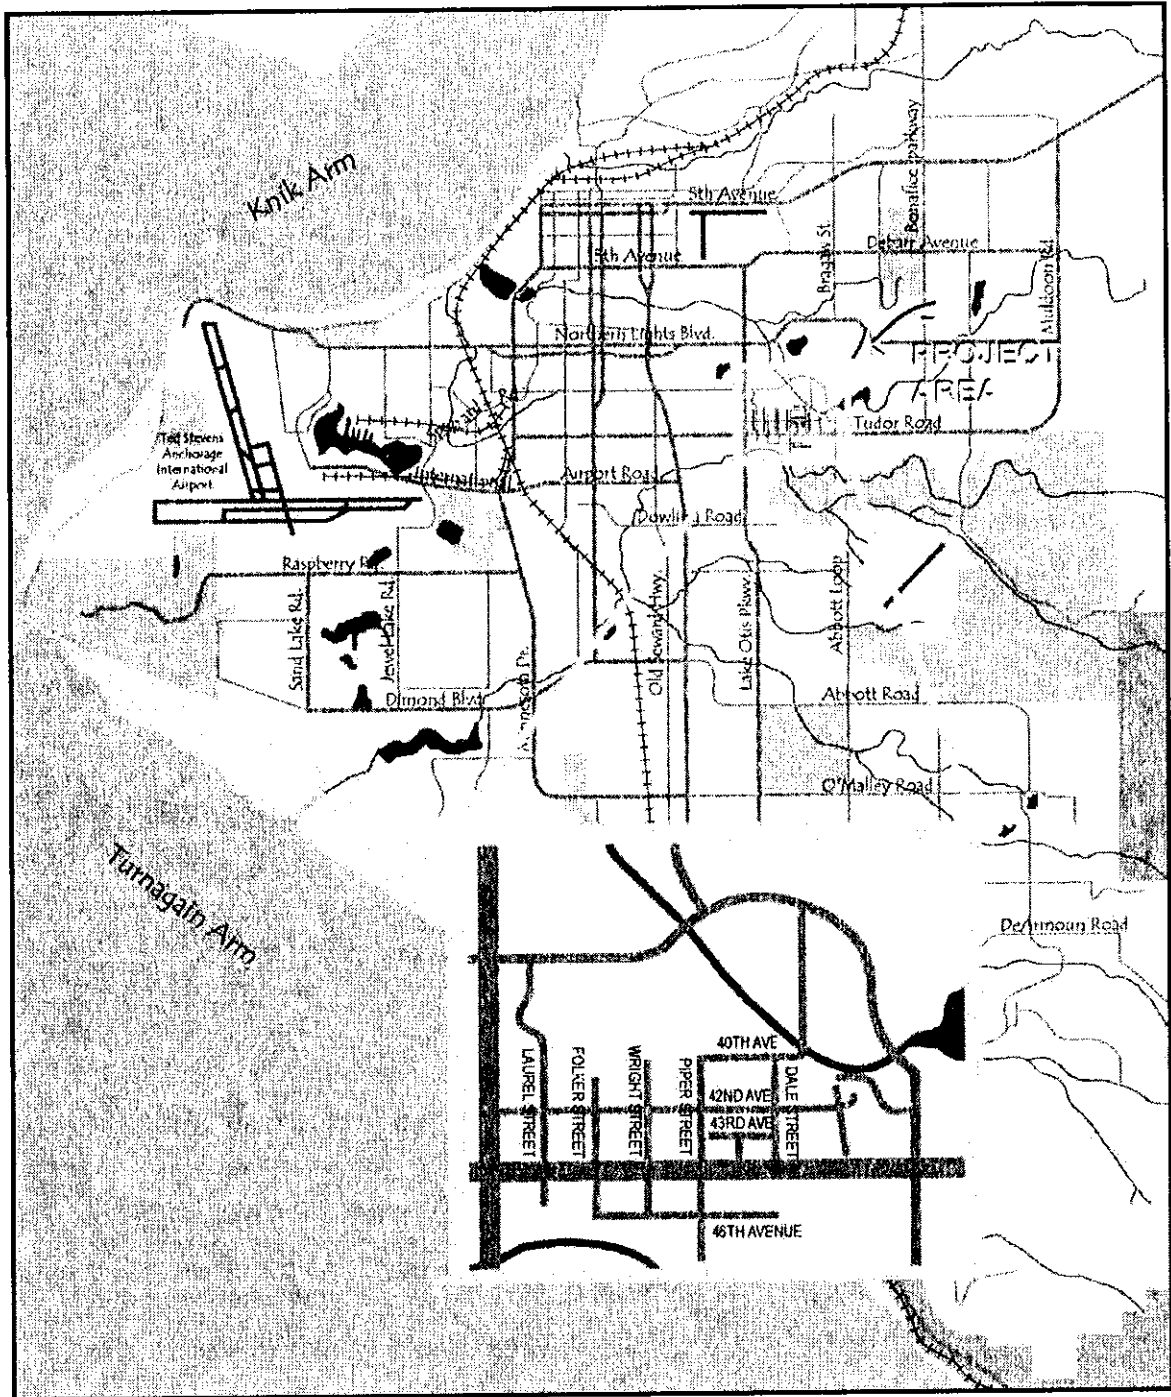 Knik Arm
5th Avenue
Bonafice Parkway
Bragaw St.
Debarr Avenue
Muldoon Rd.
Northern Lights Blvd.
PROJECT
AREA
Tudor Road
Ted Stevens
Anchorage
International
Airport
International
Airport Road
Dowling Road
Raspberry Rd.
Sand Lake Rd.
Jewel Lake Rd.
Old Seward Hwy
Lake Otis Pkwy
Abbott Loop
Dimond Blvd
Abbott Road
O'Malley Road
Turnagain Arm
DeArmoun Road
40TH AVE
LAUREL STREET
FOLKER STREET
WRIGHT STREET
PIPER STREET
DALE STREET
42ND AVE
43RD AVE
46TH AVENUE